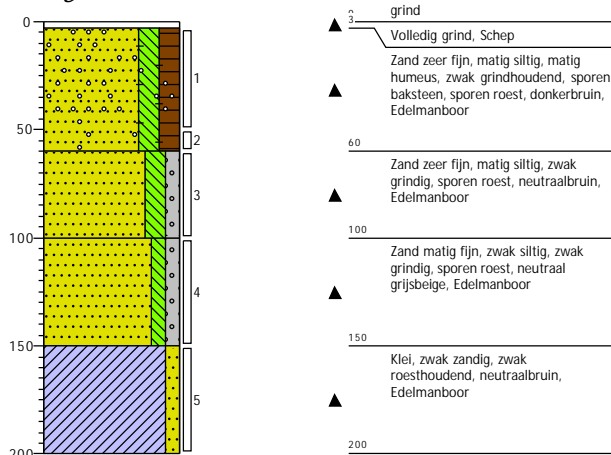 0
50
100
150
200
1
2
3
4
5
0
grind
3
Volledig grind, Schep
Zand zeer fijn, matig siltig, matig
humeus, zwak grindhoudend, sporen
baksteen, sporen roest, donkerbruin,
Edelmanboor
60
Zand zeer fijn, matig siltig, zwak
grindig, sporen roest, neutraalbruin,
Edelmanboor
100
Zand matig fijn, zwak siltig, zwak
grindig, sporen roest, neutraal
grijsbeige, Edelmanboor
150
Klei, zwak zandig, zwak
roesthoudend, neutraalbruin,
Edelmanboor
200